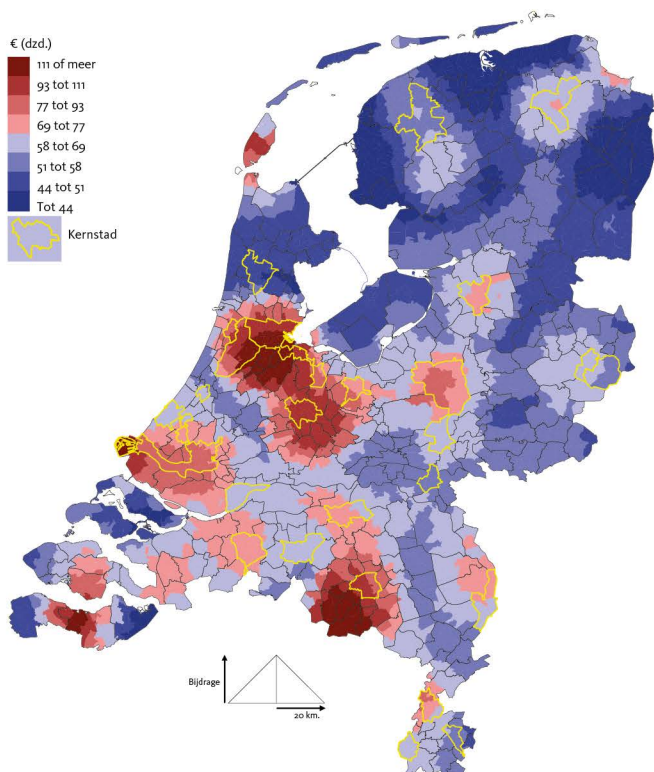 € (dzd.)
111 of meer
93 tot 111
77 tot 93
69 tot 77
58 tot 69
51 tot 58
44 tot 51
Tot 44
Kernstad
Bijdrage
20 km.